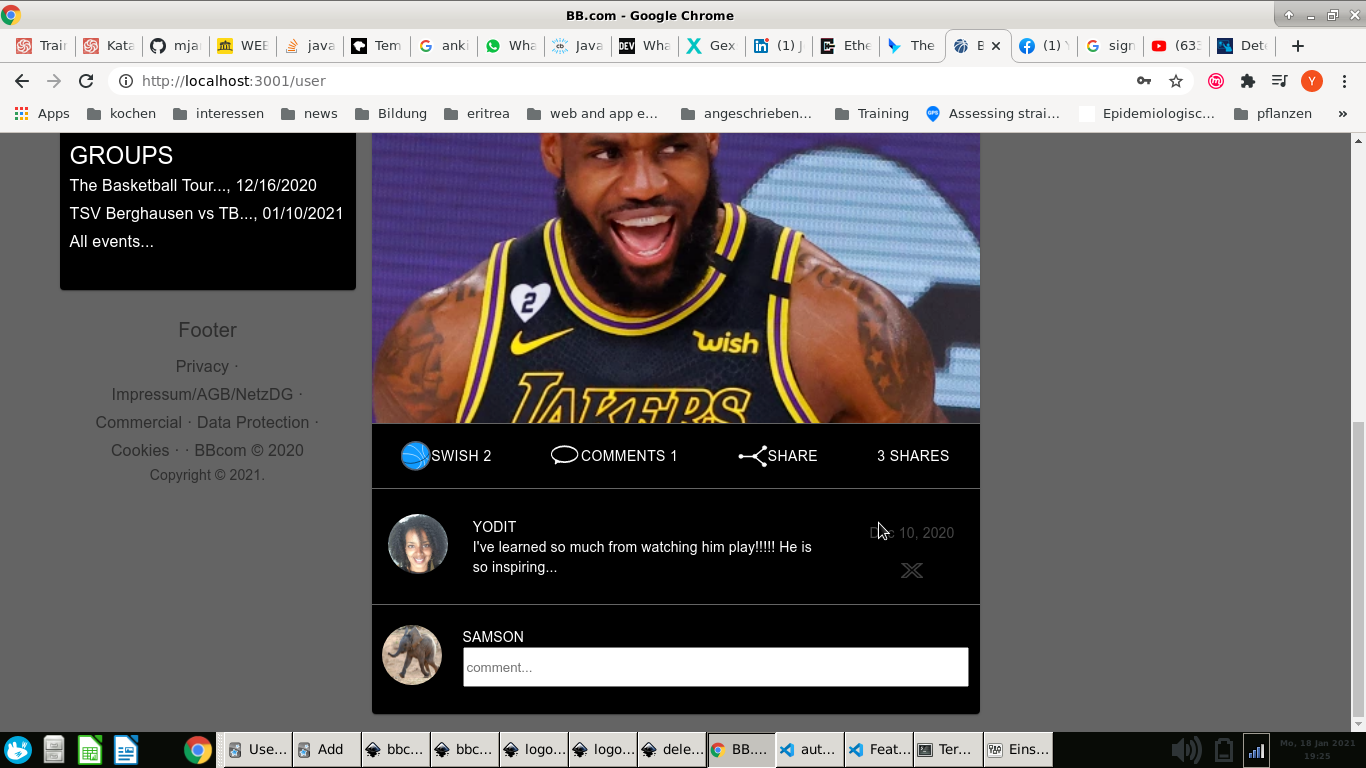 BB.com - Google Chrome
Train Kata mjar WEB java Tem anki Wha Java DEV Wha Gex (1) J Ethe The B (1) Y sign (633 Dete
http://localhost:3001/user Y
Apps kochen interessen news Bildung eritrea web and app e... angeschrieben... Training Assessing strai... Epidemiologisc... pflanzen »
GROUPS
The Basketball Tour..., 12/16/2020
TSV Berghausen vs TB..., 01/10/2021
All events...
Footer
Privacy ·
Impressum/AGB/NetzDG ·
Commercial · Data Protection ·
Cookies · · BBcom © 2020
Copyright © 2021.
2
wish
LAKERS
SWISH 2 COMMENTS 1 SHARE 3 SHARES
YODIT
I've learned so much from watching him play!!!!! He is
so inspiring...
Dec 10, 2020
SAMSON
comment...
Use... Add bbc... bbc... logo... logo... dele... BB.... aut... Feat... Ter... Eins...
Mo, 18 Jan 2021
19:25